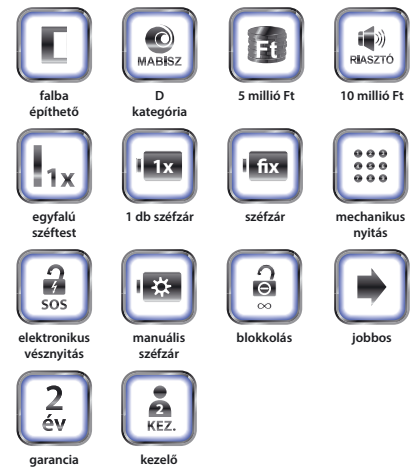 MABISZ
Ft
RIASZTÓ
falba építhető
D kategória
5 millió Ft
10 millió Ft
1x
1x
fix
egyfalú széftest
1 db széfzár
széfzár
mechanikus nyitás
SOS
elektronikus vésznyitás
manuális széfzár
∞
blokkolás
jobbos
2 év
2
KEZ.
garancia
kezelő